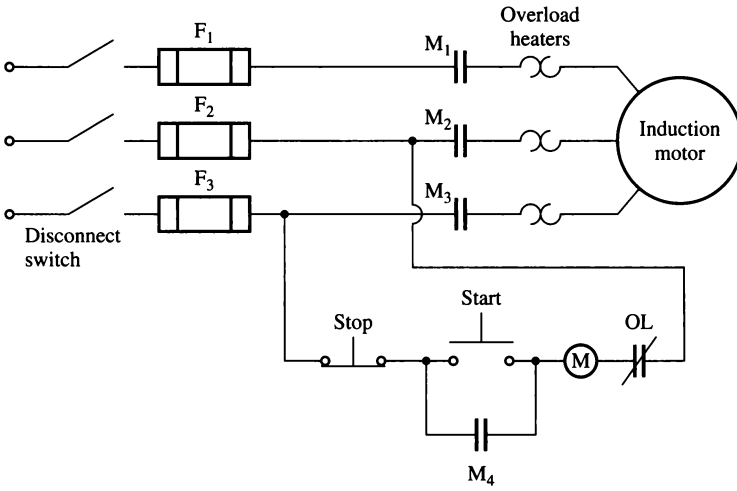 Overload
heaters
F1
M1
F2
M2
Induction
motor
F3
M3
Disconnect
switch
Start
Stop
OL
M
M4